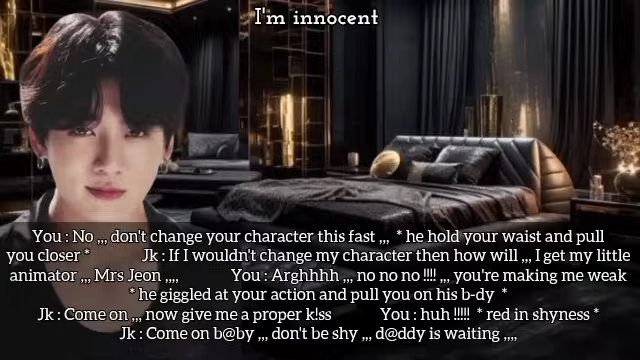 I'm innocent
You : No ,,, don't change your character this fast ,,, * he hold your waist and pull
you closer * Jk : If I wouldn't change my character then how will ,,, I get my little
animator ,,, Mrs Jeon ,,,, You : Arghhhh ,,, no no no !!!! ,,, you're making me weak
* he giggled at your action and pull you on his b-dy *
Jk : Come on ,,, now give me a proper k!ss You : huh !!!!! * red in shyness *
Jk : Come on b@by ,,, don't be shy ,,, d@ddy is waiting ,,,,